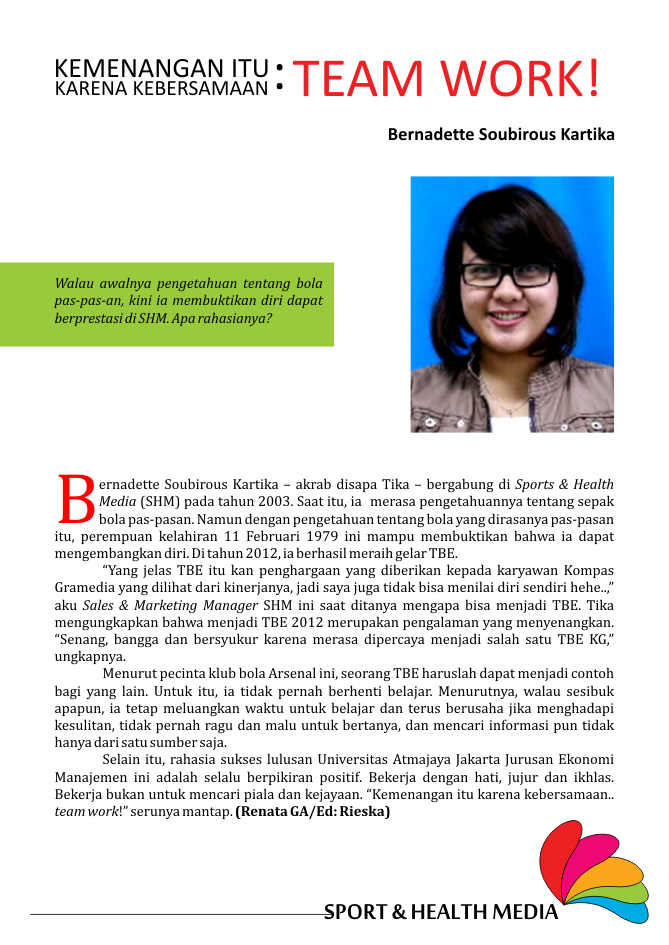 KEMENANGAN ITU
KARENA KEBERSAMAAN
: TEAM WORK!
Bernadette Soubirous Kartika
Walau awalnya pengetahuan tentang bola
pas-pas-an, kini ia membuktikan diri dapat
berprestasi di SHM. Apa rahasianya?
Bernadette Soubirous Kartika – akrab disapa Tika – bergabung di Sports & Health
Media (SHM) pada tahun 2003. Saat itu, ia merasa pengetahuannya tentang sepak
bola pas-pasan. Namun dengan pengetahuan tentang bola yang dirasanya pas-pasan
itu, perempuan kelahiran 11 Februari 1979 ini mampu membuktikan bahwa ia dapat
mengembangkan diri. Di tahun 2012, ia berhasil meraih gelar TBE.
“Yang jelas TBE itu kan penghargaan yang diberikan kepada karyawan Kompas
Gramedia yang dilihat dari kinerjanya, jadi saya juga tidak bisa menilai diri sendiri hehe..,”
aku Sales & Marketing Manager SHM ini saat ditanya mengapa bisa menjadi TBE. Tika
mengungkapkan bahwa menjadi TBE 2012 merupakan pengalaman yang menyenangkan.
“Senang, bangga dan bersyukur karena merasa dipercaya menjadi salah satu TBE KG,”
ungkapnya.
Menurut pecinta klub bola Arsenal ini, seorang TBE haruslah dapat menjadi contoh
bagi yang lain. Untuk itu, ia tidak pernah berhenti belajar. Menurutnya, walau sesibuk
apapun, ia tetap meluangkan waktu untuk belajar dan terus berusaha jika menghadapi
kesulitan, tidak pernah ragu dan malu untuk bertanya, dan mencari informasi pun tidak
hanya dari satu sumber saja.
Selain itu, rahasia sukses lulusan Universitas Atmajaya Jakarta Jurusan Ekonomi
Manajemen ini adalah selalu berpikiran positif. Bekerja dengan hati, jujur dan ikhlas.
Bekerja bukan untuk mencari piala dan kejayaan. “Kemenangan itu karena kebersamaan..
team work!” serunya mantap. (Renata GA/Ed: Rieska)
SPORT & HEALTH MEDIA